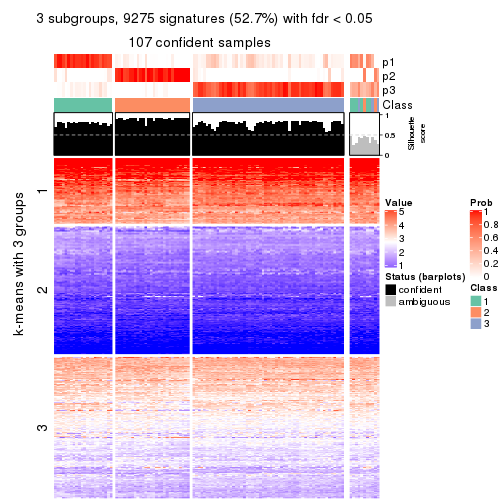 3 subgroups, 9275 signatures (52.7%) with fdr < 0.05
107 confident samples
p1
p2
p3
Class
1
0.5
0
Silhouette
score
k-means with 3 groups
1
2
3
Value
5
4
3
2
1
Status (barplots)
confident
ambiguous
Prob
1
0.8
0.6
0.4
0.2
0
Class
1
2
3